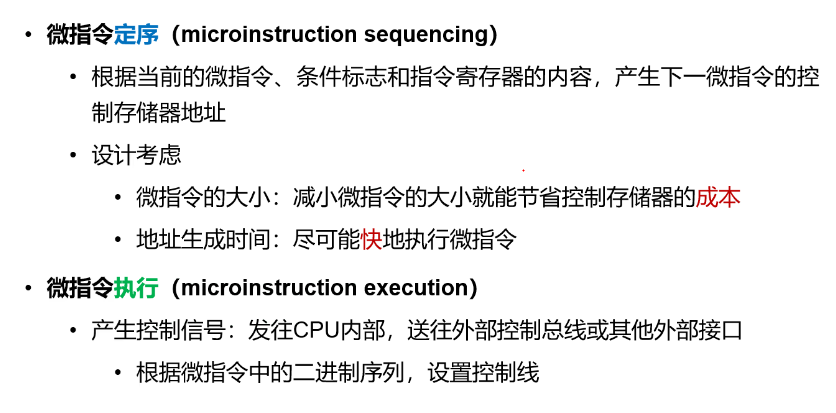 • 微指令定序（microinstruction sequencing）
• 根据当前的微指令、条件标志和指令寄存器的内容，产生下一微指令的控
制存储器地址
• 设计考虑
• 微指令的大小：减小微指令的大小就能节省控制存储器的成本
• 地址生成时间：尽可能快地执行微指令
• 微指令执行（microinstruction execution）
• 产生控制信号：发往CPU内部，送往外部控制总线或其他外部接口
• 根据微指令中的二进制序列，设置控制线